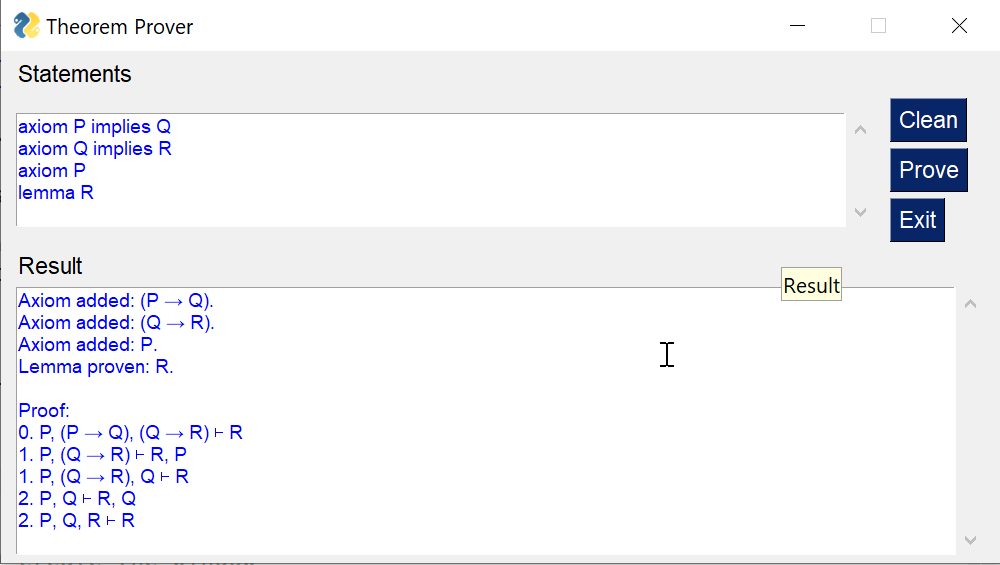 Theorem Prover
Statements
axiom P implies Q
axiom Q implies R
axiom P
lemma R
Clean
Prove
Exit
Result
Result
Axiom added: (P → Q).
Axiom added: (Q → R).
Axiom added: P.
Lemma proven: R.
Proof:
0. P, (P → Q), (Q → R) ⊢ R
1. P, (Q → R) ⊢ R, P
1. P, (Q → R), Q ⊢ R
2. P, Q ⊢ R, Q
2. P, Q, R ⊢ R